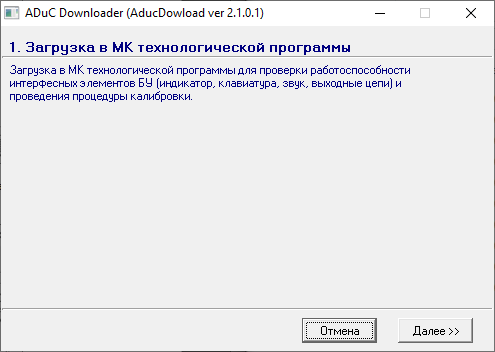 ADuC Downloader (AducDowload ver 2.1.0.1)
1. Загрузка в МК технологической программы
Загрузка в МК технологической программы для проверки работоспособности
интерфесных элементов БУ (индикатор, клавиатура, звук, выходные цепи) и
проведения процедуры калибровки.
Отмена
Далее >>